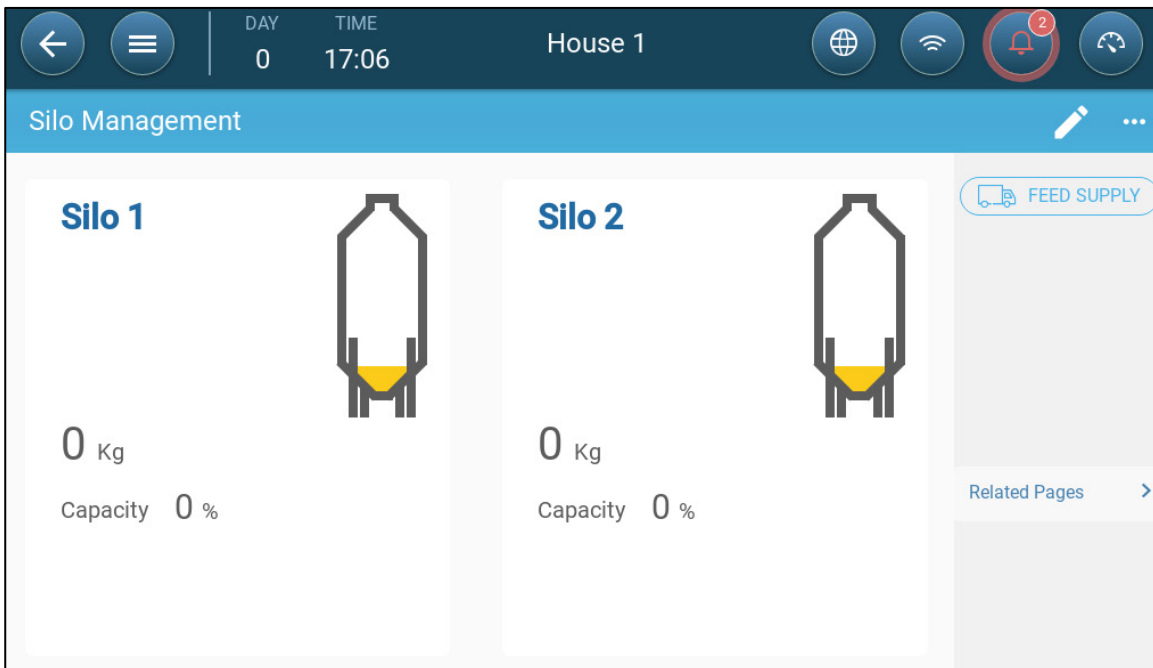 DAY TIME
0 17:06 House 1 2
Silo Management
FEED SUPPLY
Silo 1
0 Kg
Capacity 0 %
Silo 2
0 Kg
Capacity 0 %
Related Pages